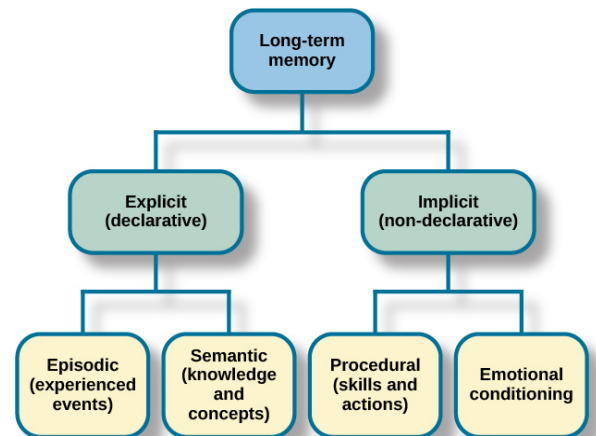 Long-term
memory
Explicit
(declarative)
Implicit
(non-declarative)
Episodic
(experienced
events)
Semantic
(knowledge
and
concepts)
Procedural
(skills and
actions)
Emotional
conditioning